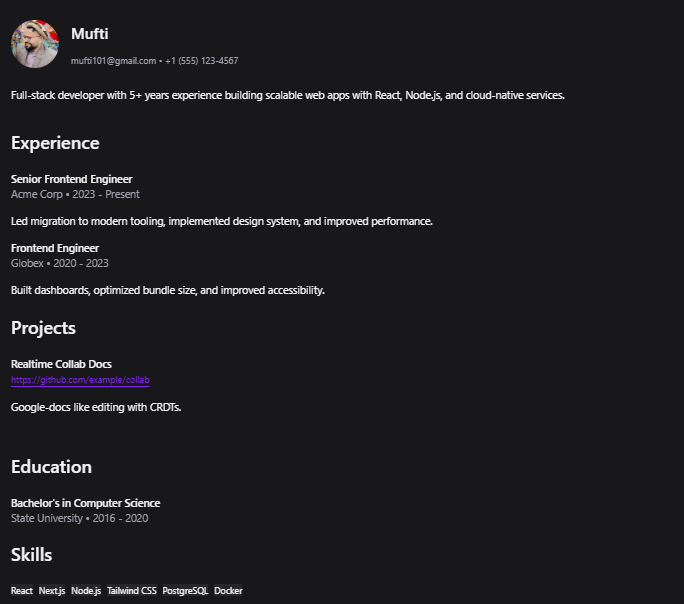 Mufti
mufti101@gmail.com • +1 (555) 123-4567
Full-stack developer with 5+ years experience building scalable web apps with React, Node.js, and cloud-native services.
Experience
Senior Frontend Engineer
Acme Corp • 2023 - Present
Led migration to modern tooling, implemented design system, and improved performance.
Frontend Engineer
Globex • 2020 - 2023
Built dashboards, optimized bundle size, and improved accessibility.
Projects
Realtime Collab Docs
https://github.com/example/collab
Google-docs like editing with CRDTs.
Education
Bachelor's in Computer Science
State University • 2016 - 2020
Skills
React Next.js Node.js Tailwind CSS PostgreSQL Docker